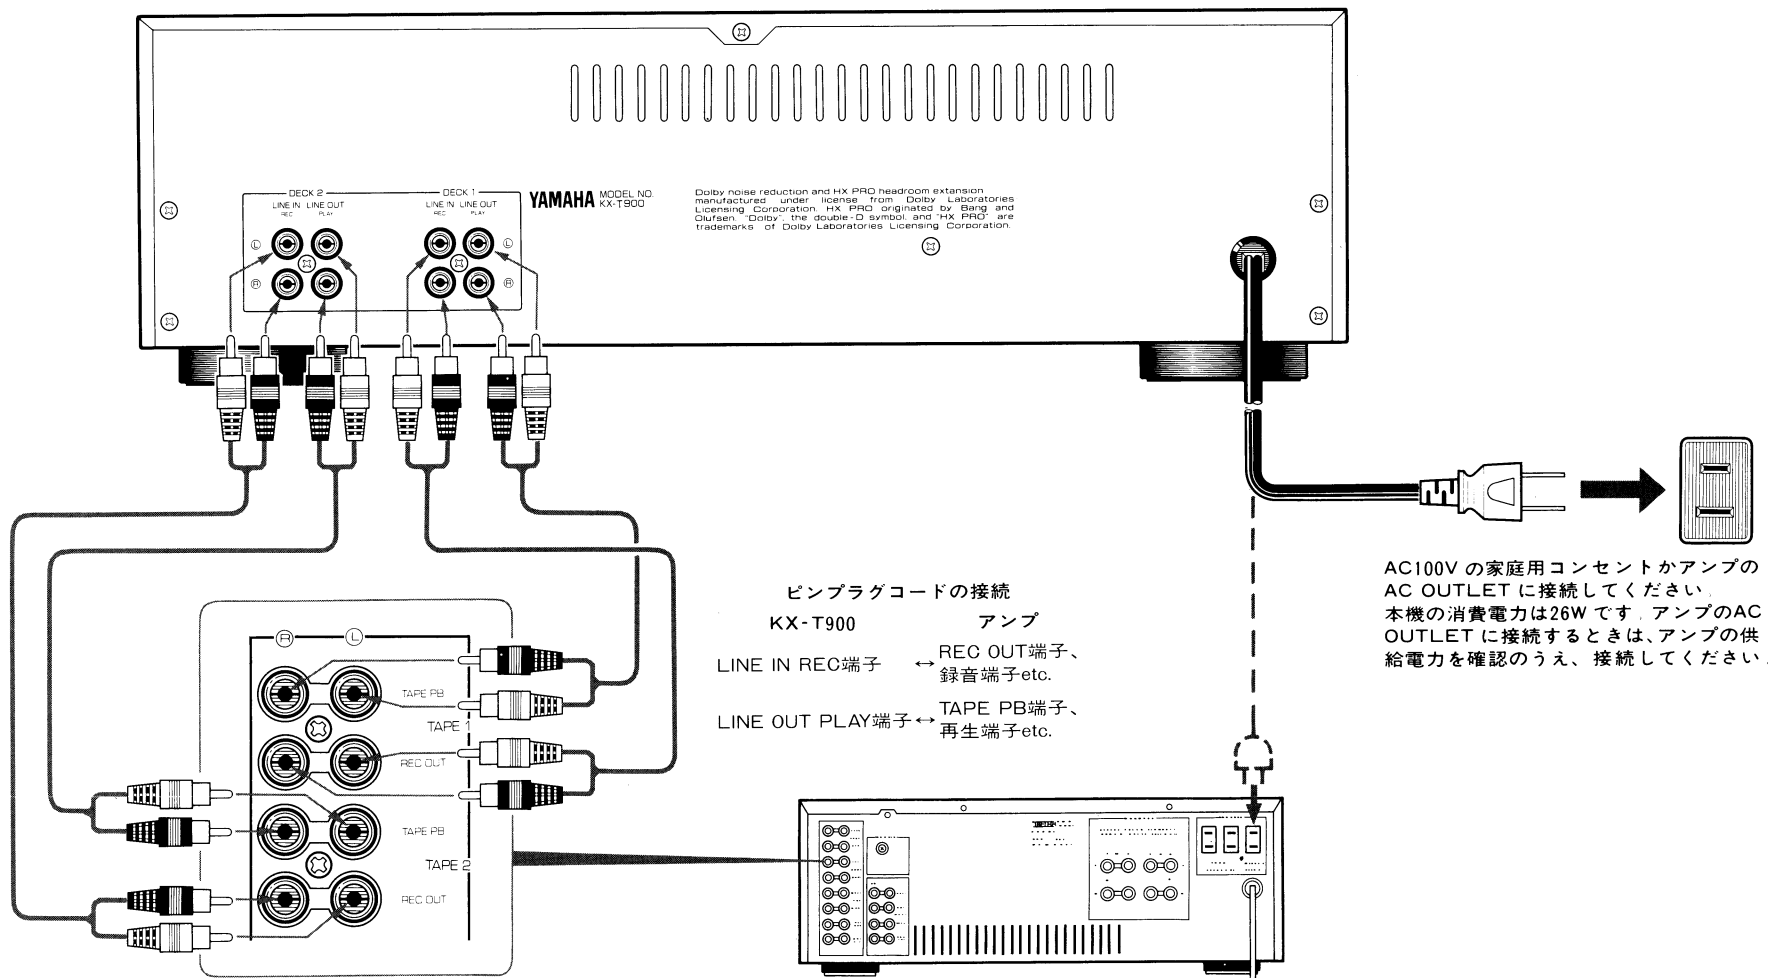 DECK 2
DECK 1
LINE IN LINE OUT
REC PLAY
LINE IN LINE OUT
REC PLAY
L
R
L
R
YAMAHA MODEL NO.
KX-T900
Dolby noise reduction and HX PRO headroom extension
manufactured under license from Dolby Laboratories
Licensing Corporation. HX PRO originated by Bang and
Olufsen. "Dolby", the double-D symbol, and "HX PRO" are
trademarks of Dolby Laboratories Licensing Corporation.
AC100V の家庭用コンセントかアンプの
AC OUTLET に接続してください。
本機の消費電力は26W です。アンプのAC
OUTLET に接続するときは、アンプの供
給電力を確認のうえ、接続してください。
ピンプラグコードの接続
KX-T900 アンプ
LINE IN REC端子 ↔ REC OUT端子、
録音端子etc.
LINE OUT PLAY端子 ↔ TAPE PB端子、
再生端子etc.
R L
TAPE PB
TAPE 1
REC OUT
TAPE PB
TAPE 2
REC OUT